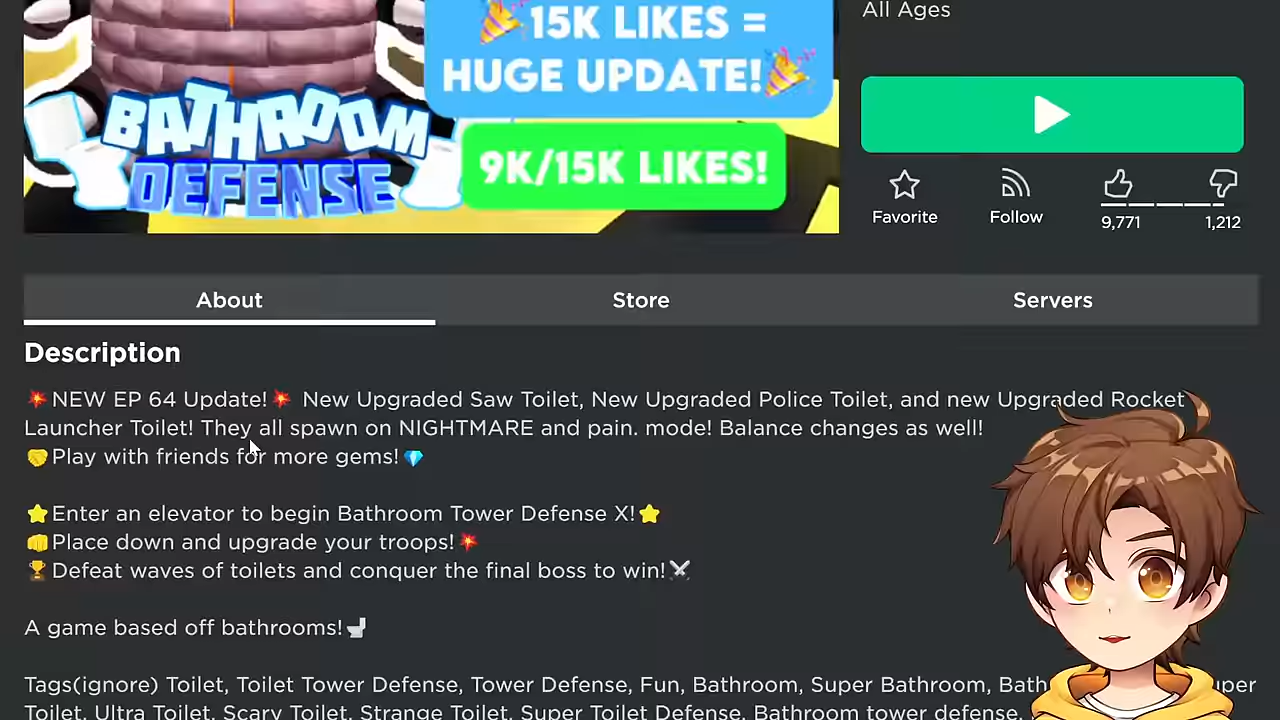 All Ages
🎉15K LIKES =
HUGE UPDATE!🎉
BATHROOM
DEFENSE
9K/15K LIKES!
Favorite
Follow
9,771
1,212
About
Store
Servers
Description
💥NEW EP 64 Update!💥 New Upgraded Saw Toilet, New Upgraded Police Toilet, and new Upgraded Rocket
Launcher Toilet! They all spawn on NIGHTMARE and pain. mode! Balance changes as well!
🤝Play with friends for more gems!💎
⭐Enter an elevator to begin Bathroom Tower Defense X!⭐
👊Place down and upgrade your troops!💥
🏆Defeat waves of toilets and conquer the final boss to win!⚔
A game based off bathrooms!🚽
Tags(ignore) Toilet, Toilet Tower Defense, Tower Defense, Fun, Bathroom, Super Bathroom,
Toilet, Ultra Toilet, Scary Toilet, Strange Toilet, Super Toilet Defense, Bathroom tower defense,